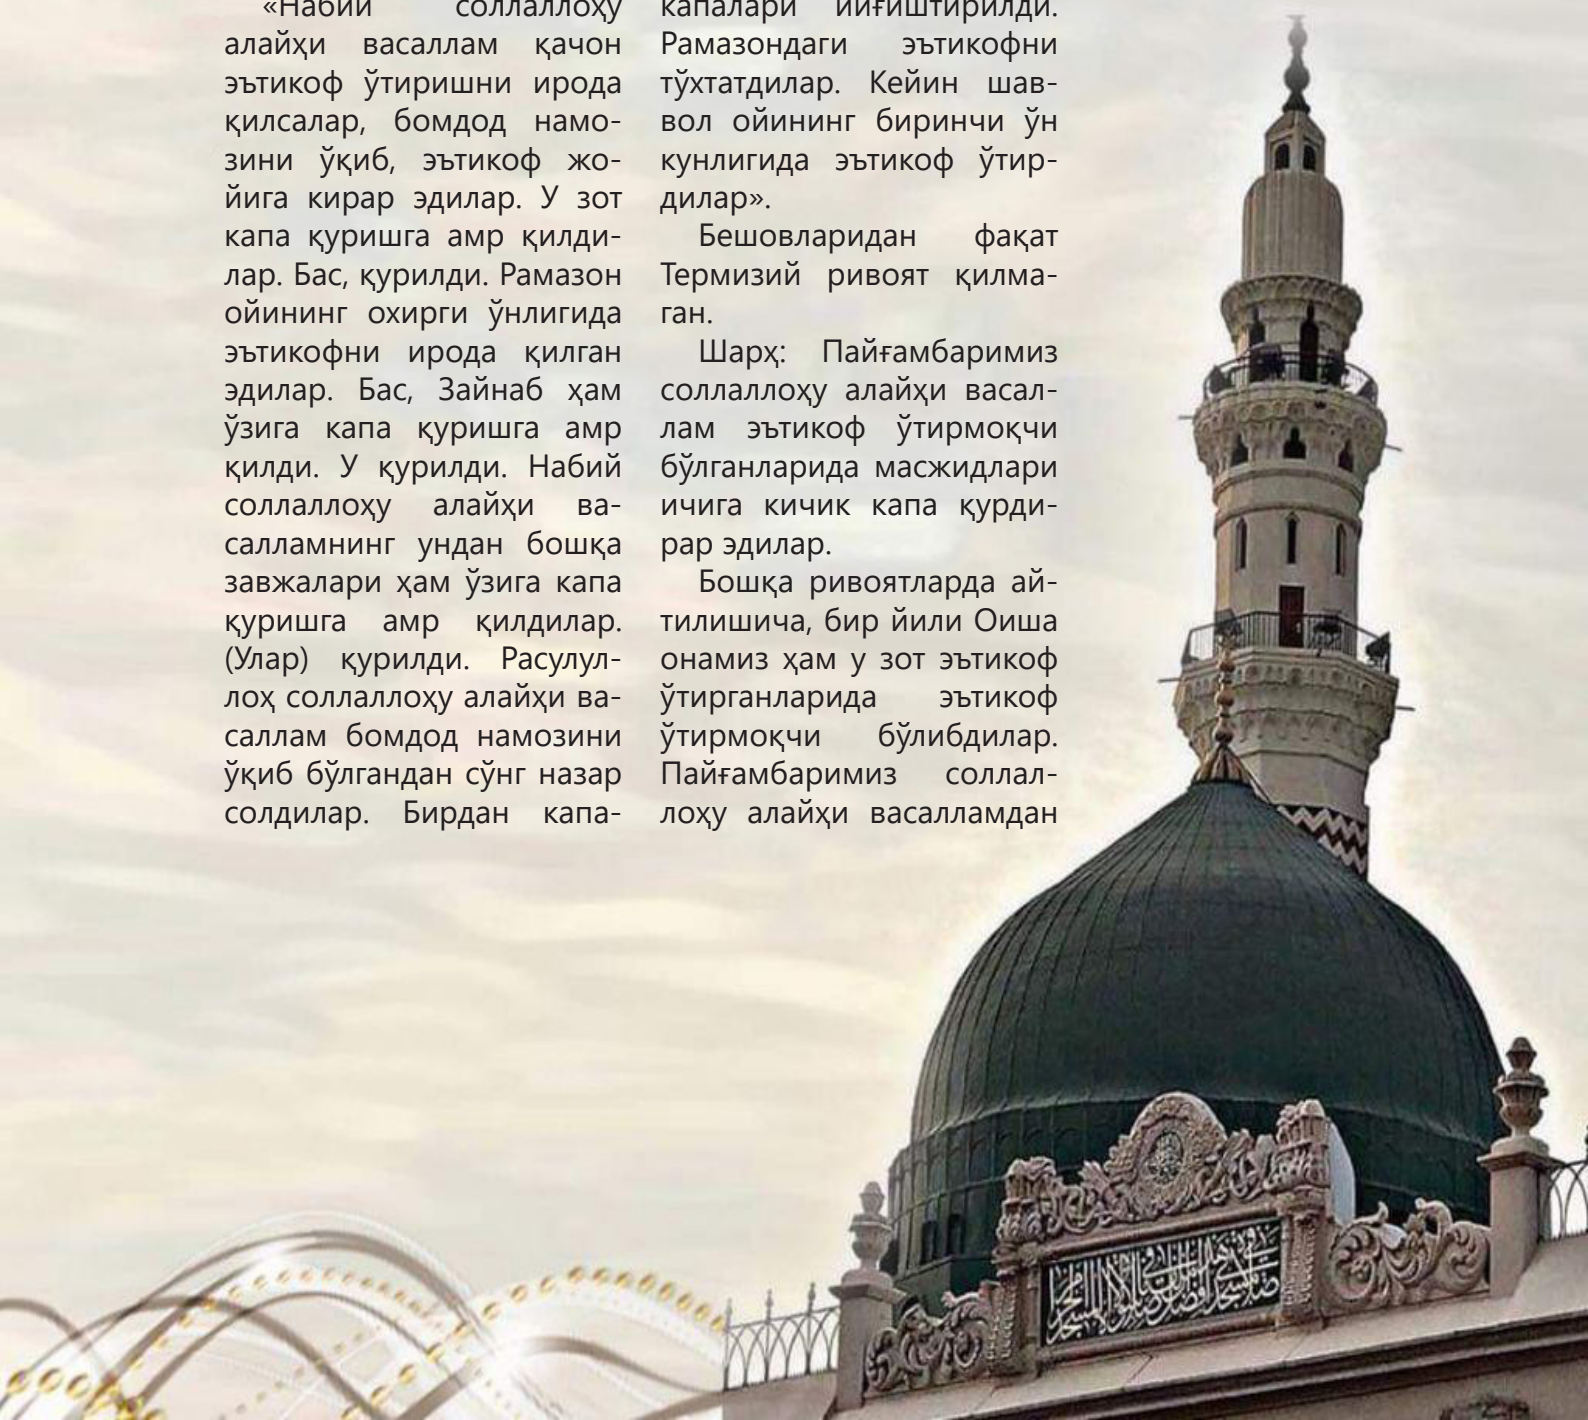 «Набий соллаллоҳу
алайҳи васаллам қачон
эътикоф ўтиришни ирода
қилсалар, бомдод намо-
зини ўқиб, эътикоф жо-
йига кирар эдилар. У зот
капа қуришга амр қилди-
лар. Бас, қурилди. Рамазон
ойининг охирги ўнлигида
эътикофни ирода қилган
эдилар. Бас, Зайнаб ҳам
ўзига капа қуришга амр
қилди. У қурилди. Набий
соллаллоҳу алайҳи ва-
салламнинг ундан бошқа
завжалари ҳам ўзига капа
қуришга амр қилдилар.
(Улар) қурилди. Расулул-
лоҳ соллаллоҳу алайҳи ва-
саллам бомдод намозини
ўқиб бўлгандан сўнг назар
солдилар. Бирдан капа-
капалари йиғиштирилди.
Рамазондаги эътикофни
тўхтатдилар. Кейин шав-
вол ойининг биринчи ўн
кунлигида эътикоф ўтир-
дилар».
Бешовларидан фақат
Термизий ривоят қилма-
ган.
Шарҳ: Пайғамбаримиз
соллаллоҳу алайҳи васал-
лам эътикоф ўтирмоқчи
бўлганларида масжидлари
ичига кичик капа қурди-
рар эдилар.
Бошқа ривоятларда ай-
тилишича, бир йили Оиша
онамиз ҳам у зот эътикоф
ўтирганларида эътикоф
ўтирмоқчи бўлибдилар.
Пайғамбаримиз соллал-
лоҳу алайҳи васалламдан